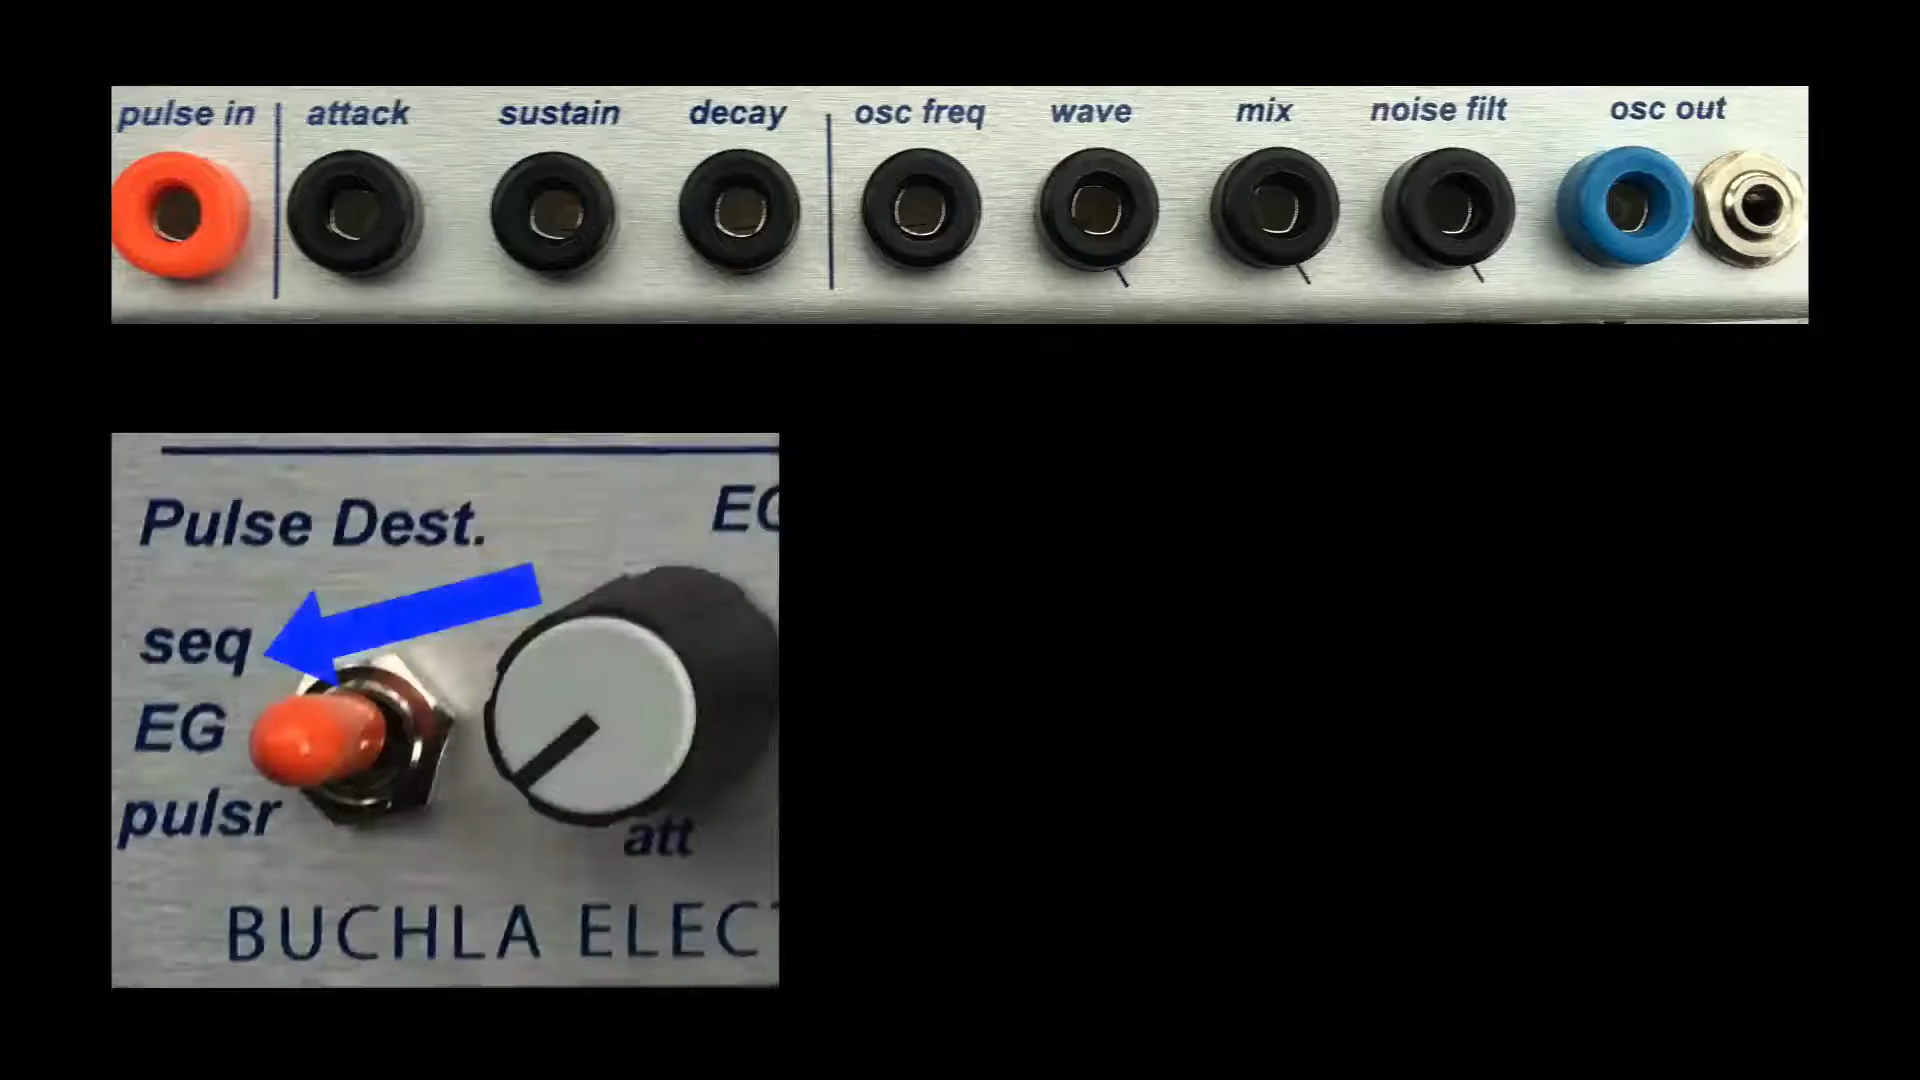 pulse in attack sustain decay osc freq wave mix noise filt osc out
Pulse Dest.
seq
EG
pulsr
att
BUCHLA